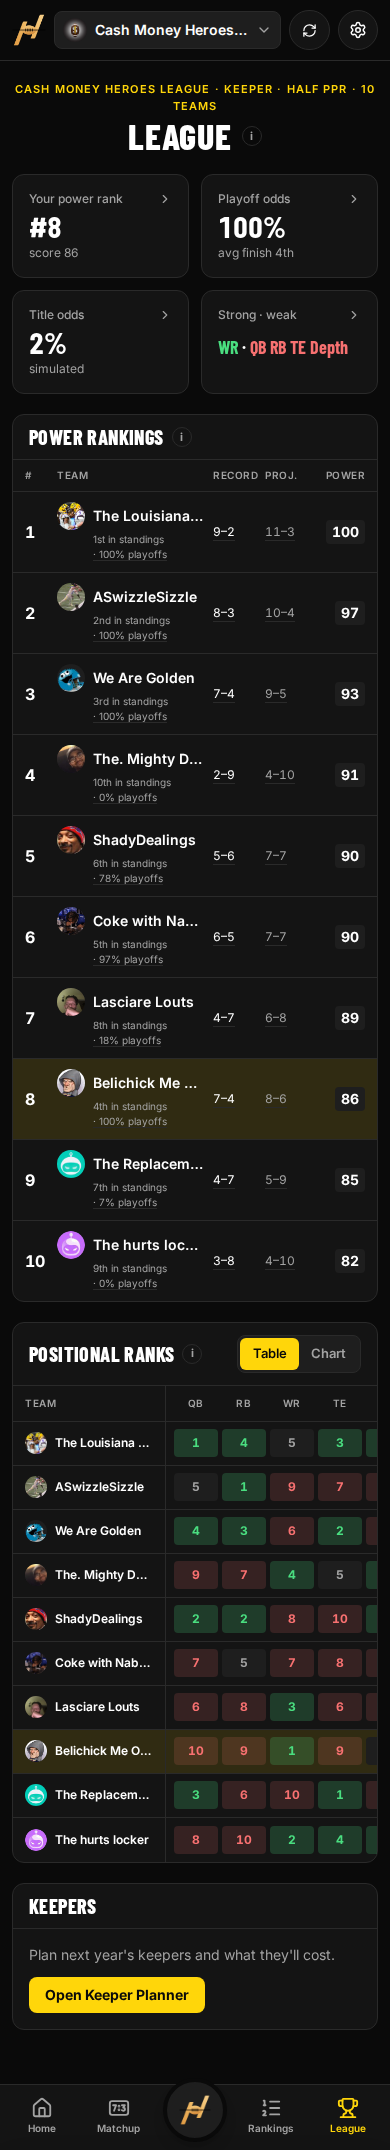 Cash Money Heroes...
CASH MONEY HEROES LEAGUE · KEEPER · HALF PPR · 10
TEAMS
LEAGUE i
Your power rank
#8
score 86
Playoff odds
100%
avg finish 4th
Title odds
2%
simulated
Strong · weak
WR · QB RB TE Depth
POWER RANKINGS i
# TEAM RECORD PROJ. POWER
1 The Louisiana... 9–2 11–3 100
1st in standings
· 100% playoffs
2 ASwizzleSizzle 8–3 10–4 97
2nd in standings
· 100% playoffs
3 We Are Golden 7–4 9–5 93
3rd in standings
· 100% playoffs
4 The. Mighty D... 2–9 4–10 91
10th in standings
· 0% playoffs
5 ShadyDealings 5–6 7–7 90
6th in standings
· 78% playoffs
6 Coke with Na... 6–5 7–7 90
5th in standings
· 97% playoffs
7 Lasciare Louts 4–7 6–8 89
8th in standings
· 18% playoffs
8 Belichick Me ... 7–4 8–6 86
4th in standings
· 100% playoffs
9 The Replacem... 4–7 5–9 85
7th in standings
· 7% playoffs
10 The hurts loc... 3–8 4–10 82
9th in standings
· 0% playoffs
POSITIONAL RANKS i Table Chart
TEAM QB RB WR TE
The Louisiana ... 1 4 5 3
ASwizzleSizzle 5 1 9 7
We Are Golden 4 3 6 2
The. Mighty D... 9 7 4 5
ShadyDealings 2 2 8 10
Coke with Nab... 7 5 7 8
Lasciare Louts 6 8 3 6
Belichick Me O... 10 9 1 9
The Replacem... 3 6 10 1
The hurts locker 8 10 2 4
KEEPERS
Plan next year's keepers and what they'll cost.
Open Keeper Planner
7:3
Home Matchup Rankings League